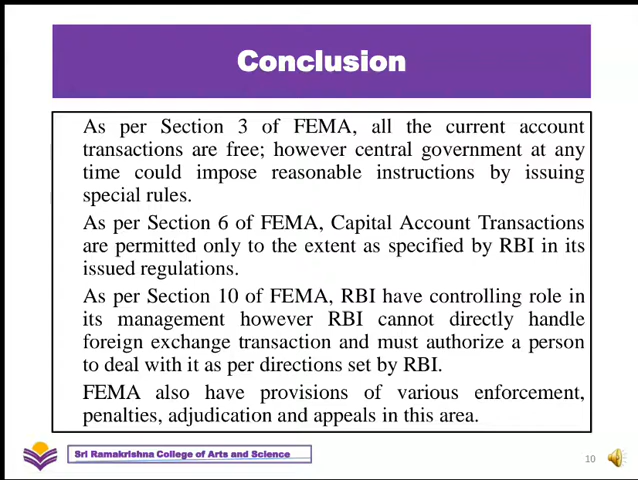 Conclusion
As per Section 3 of FEMA, all the current account
transactions are free; however central government at any
time could impose reasonable instructions by issuing
special rules.
As per Section 6 of FEMA, Capital Account Transactions
are permitted only to the extent as specified by RBI in its
issued regulations.
As per Section 10 of FEMA, RBI have controlling role in
its management however RBI cannot directly handle
foreign exchange transaction and must authorize a person
to deal with it as per directions set by RBI.
FEMA also have provisions of various enforcement,
penalties, adjudication and appeals in this area.
Sri Ramakrishna College of Arts and Science
10